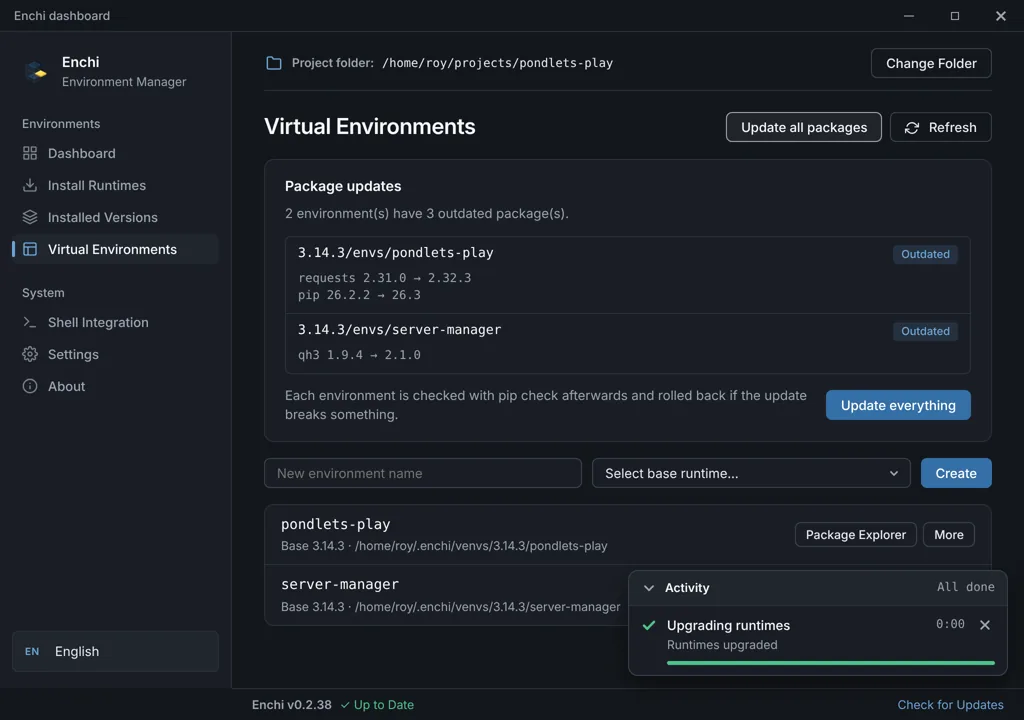 Enchi dashboard
Enchi
Environment Manager
Environments
Dashboard
Install Runtimes
Installed Versions
Virtual Environments
System
Shell Integration
Settings
About
EN English
Project folder: /home/roy/projects/pondlets-play
Change Folder
Virtual Environments
Update all packages
Refresh
Package updates
2 environment(s) have 3 outdated package(s).
3.14.3/envs/pondlets-play
Outdated
requests 2.31.0 → 2.32.3
pip 26.2.2 → 26.3
3.14.3/envs/server-manager
Outdated
qh3 1.9.4 → 2.1.0
Each environment is checked with pip check afterwards and rolled back if the update
breaks something.
Update everything
New environment name
Select base runtime...
Create
pondlets-play
Base 3.14.3 · /home/roy/.enchi/venvs/3.14.3/pondlets-play
Package Explorer
More
server-manager
Base 3.14.3 · /home/roy/.enchi/venvs/3.14.3/server-manager
Activity
All done
Upgrading runtimes
0:00
Runtimes upgraded
Enchi v0.2.38 ✓ Up to Date
Check for Updates